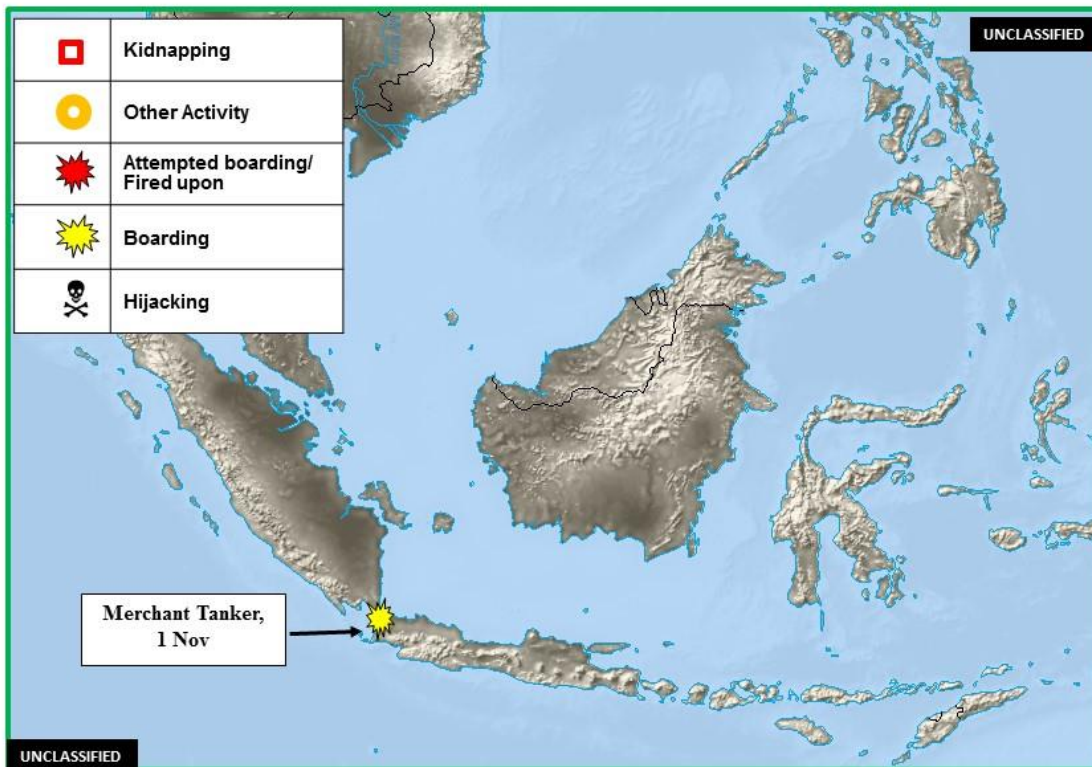 UNCLASSIFIED
Kidnapping
Other Activity
Attempted boarding/
Fired upon
Boarding
Hijacking
Merchant Tanker,
1 Nov
UNCLASSIFIED